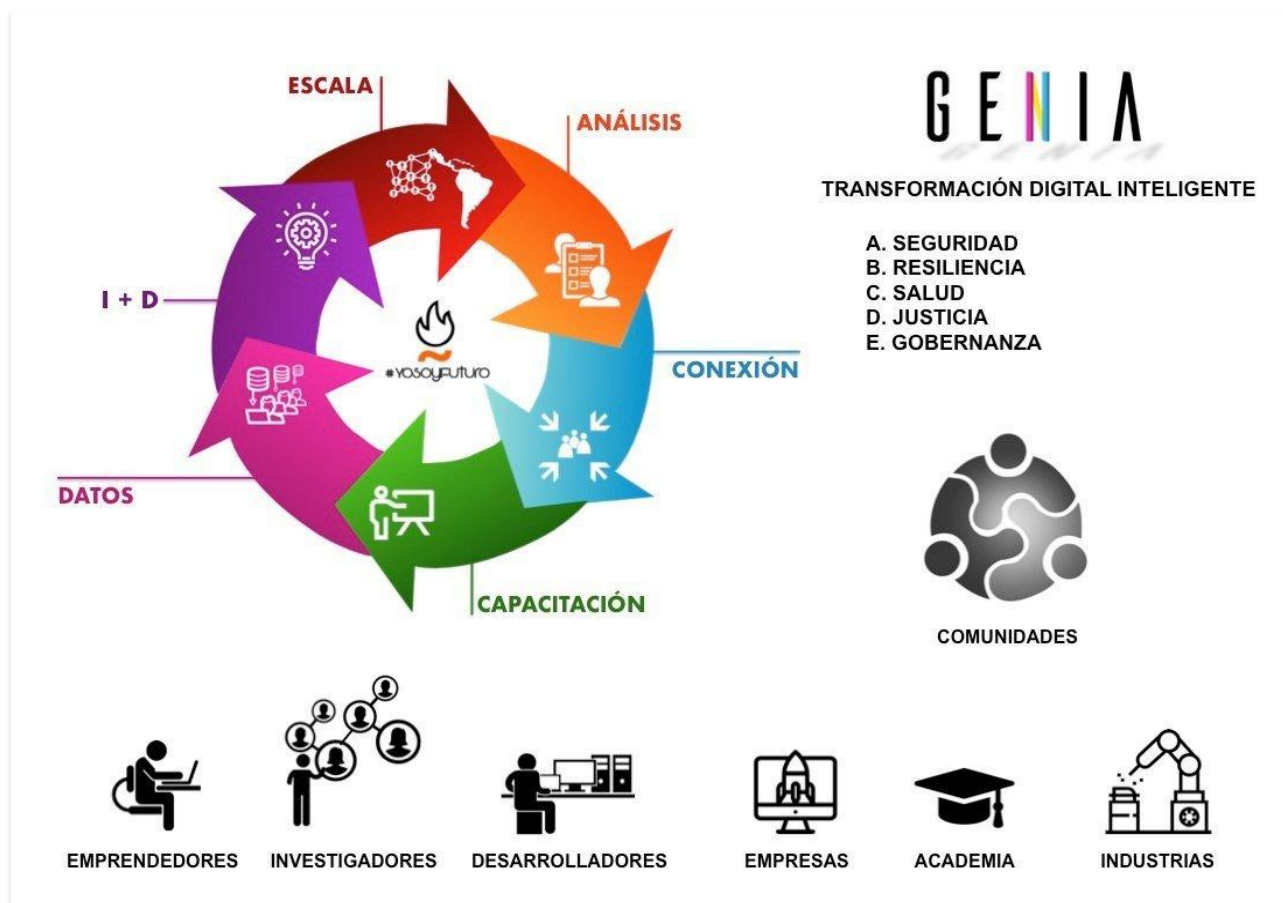 ESCALA
ANÁLISIS
CONEXIÓN
CAPACITACIÓN
DATOS
I + D
#YOSOYFUTURO
GENIA
TRANSFORMACIÓN DIGITAL INTELIGENTE
A. SEGURIDAD
B. RESILIENCIA
C. SALUD
D. JUSTICIA
E. GOBERNANZA
COMUNIDADES
EMPRENDEDORES
INVESTIGADORES
DESARROLLADORES
EMPRESAS
ACADEMIA
INDUSTRIAS